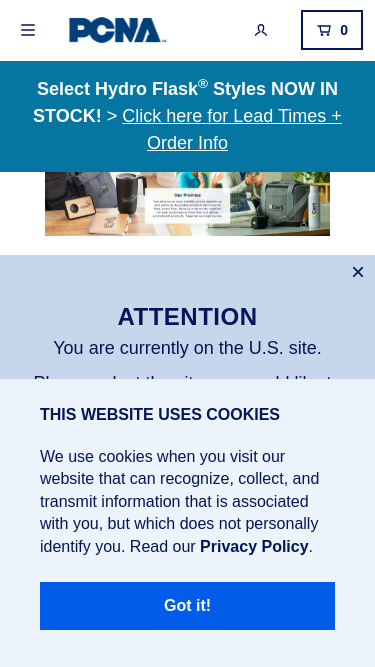 PCNA
0
Select Hydro Flask® Styles NOW IN
STOCK! > Click here for Lead Times +
Order Info
Our Promise
ATTENTION
You are currently on the U.S. site.
THIS WEBSITE USES COOKIES
We use cookies when you visit our
website that can recognize, collect, and
transmit information that is associated
with you, but which does not personally
identify you. Read our Privacy Policy.
Got it!